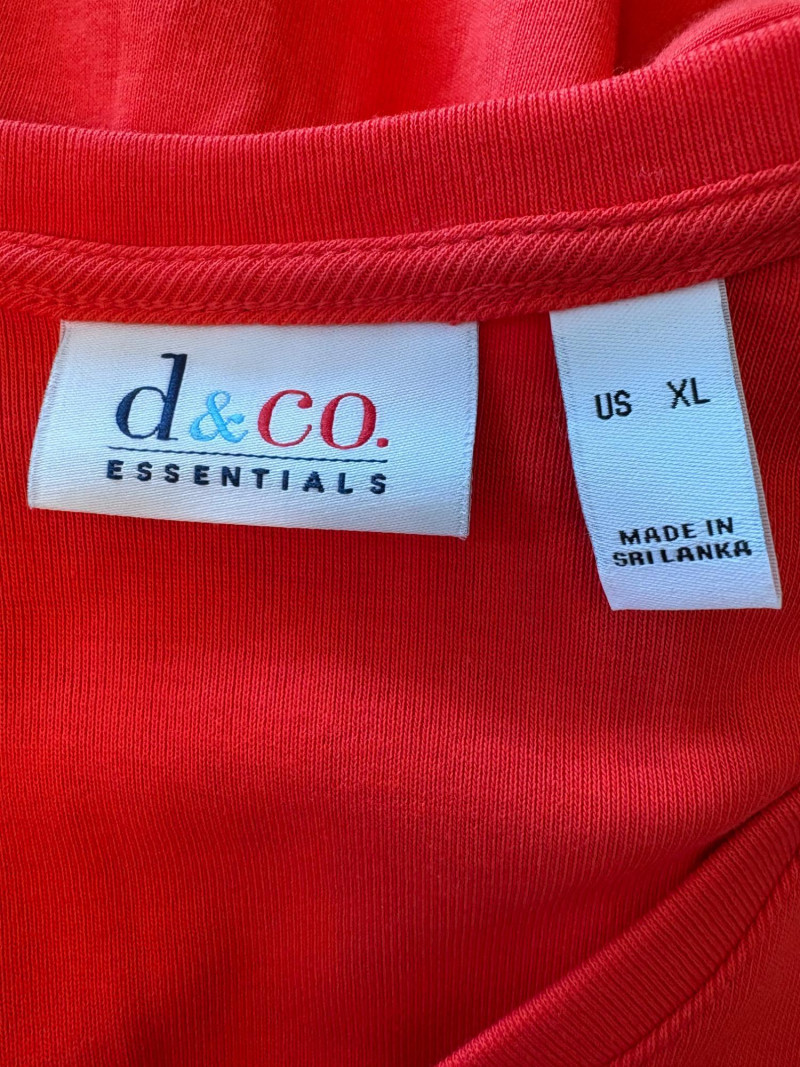 d&co.
ESSENTIALS
US XL
MADE IN
SRI LANKA